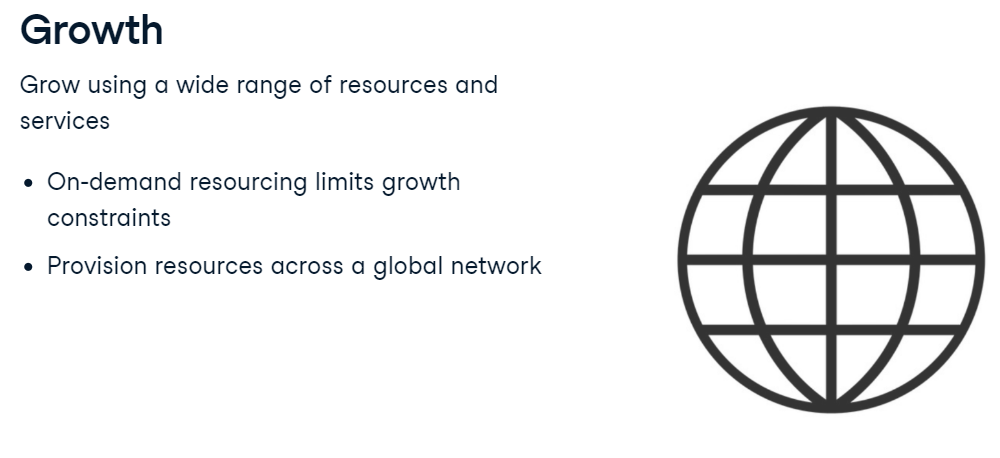 Growth
Grow using a wide range of resources and
services
• On-demand resourcing limits growth
constraints
• Provision resources across a global network